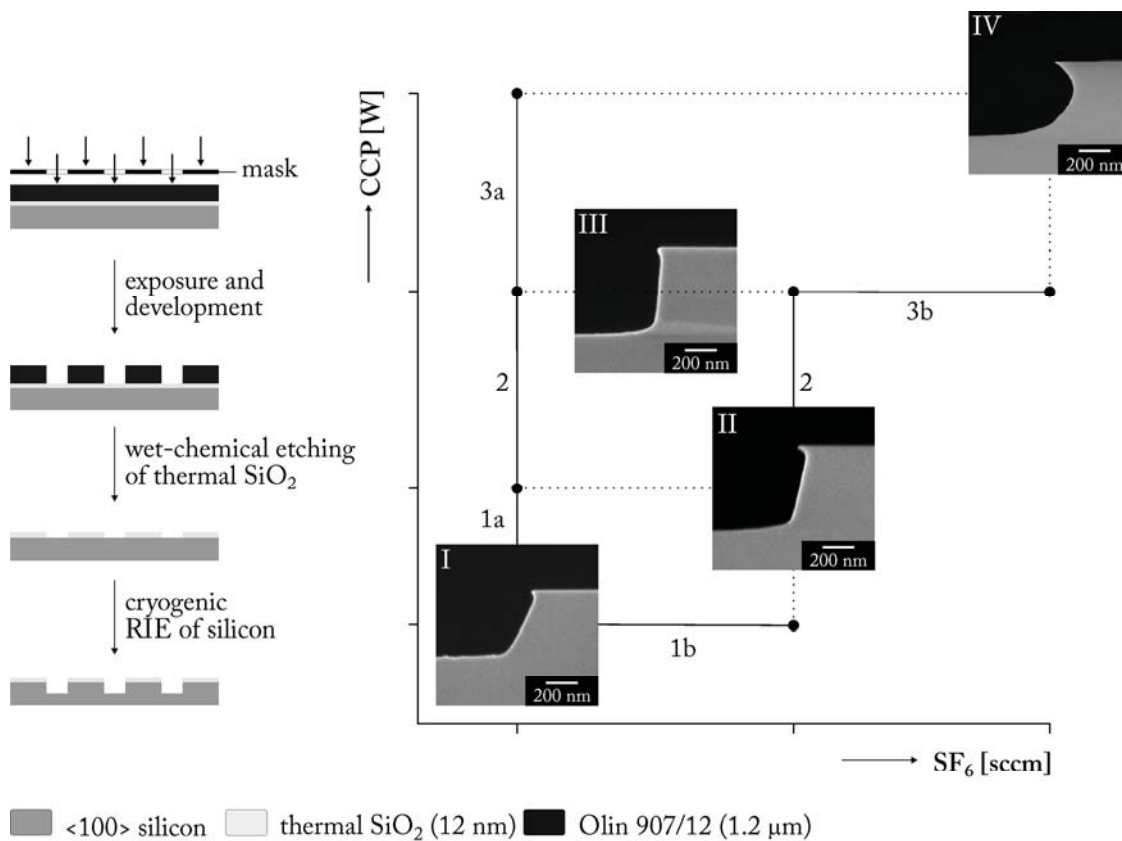 mask
exposure and
development
wet-chemical etching
of thermal SiO₂
cryogenic
RIE of silicon
CCP [W]
IV
200 nm
3a
III
200 nm
3b
2
2
II
200 nm
1a
I
200 nm
1b
SF₆ [sccm]
<100> silicon
thermal SiO₂ (12 nm)
Olin 907/12 (1.2 μm)